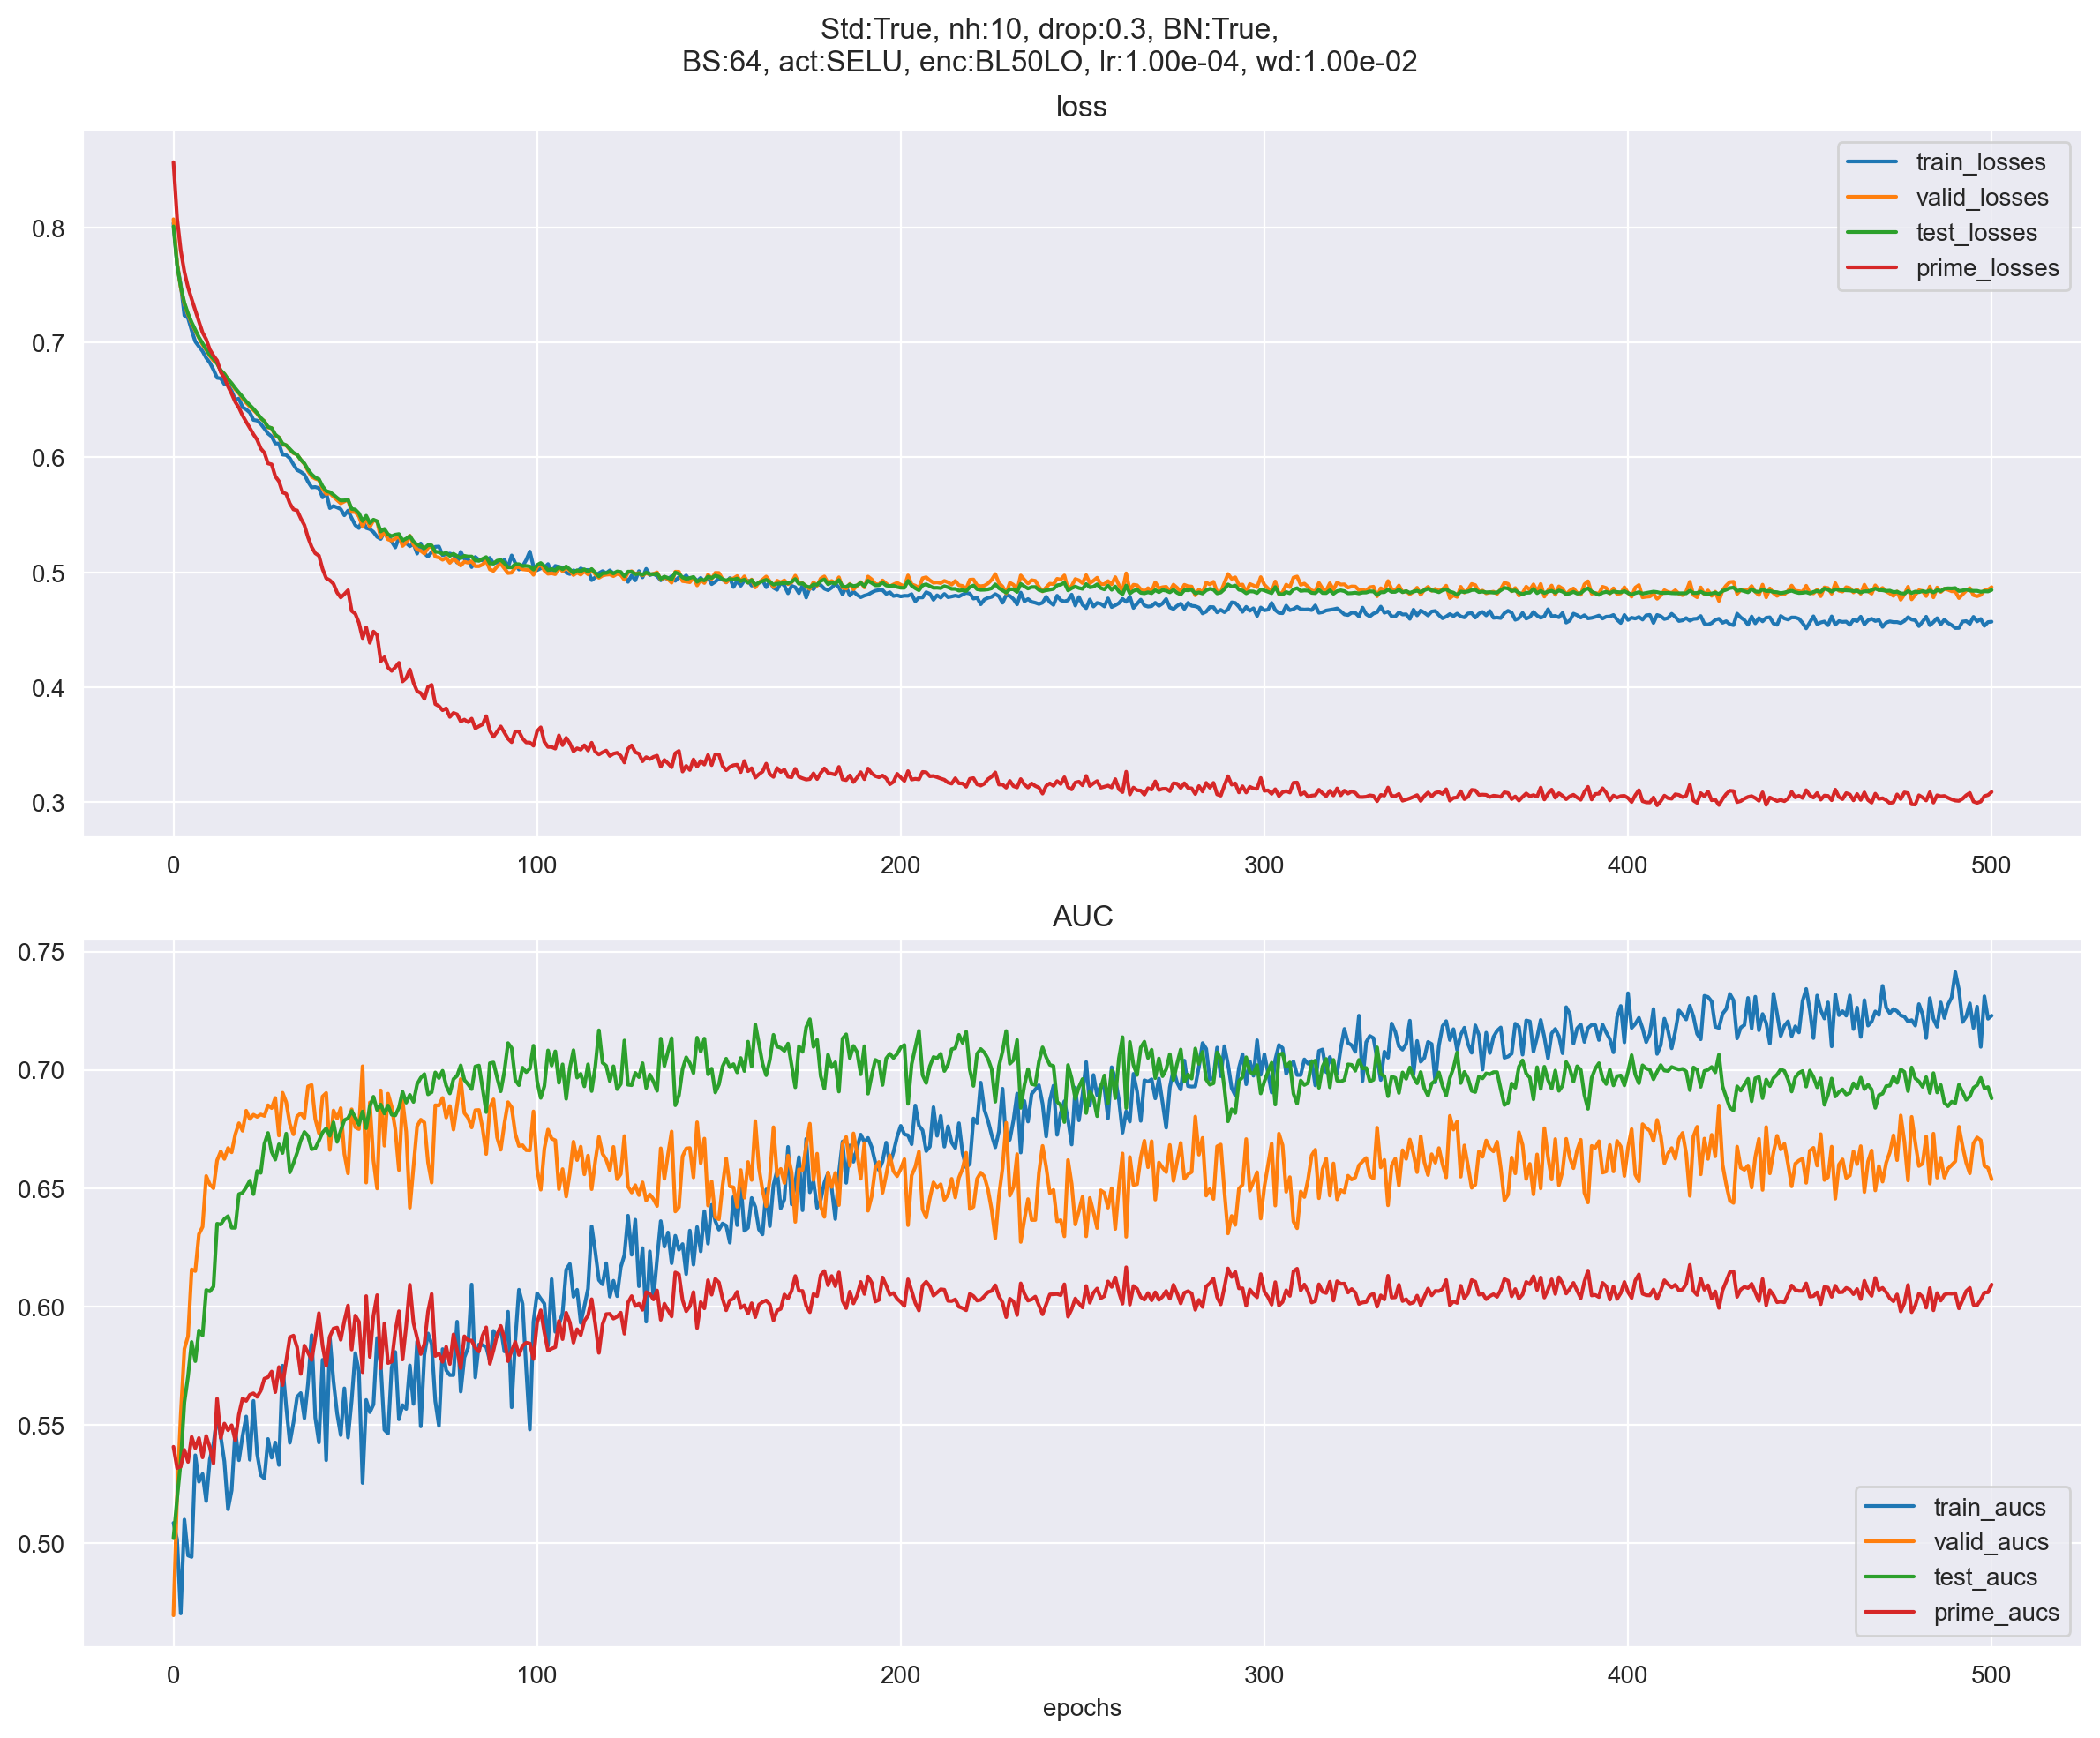 Std:True, nh:10, drop:0.3, BN:True,
BS:64, act:SELU, enc:BL50LO, lr:1.00e-04, wd:1.00e-02
loss
train_losses
valid_losses
test_losses
prime_losses
0.8
0.7
0.6
0.5
0.4
0.3
0 100 200 300 400 500
AUC
0.75
0.70
0.65
0.60
0.55
0.50
train_aucs
valid_aucs
test_aucs
prime_aucs
0 100 200 300 400 500
epochs